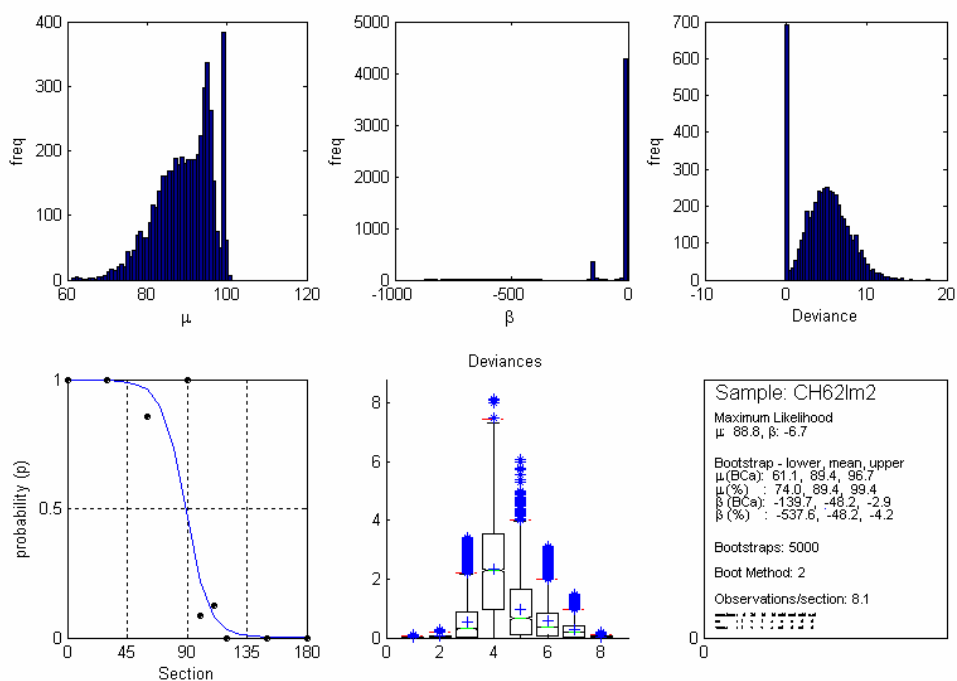 400
300
200
100
0
freq
60
80
100
120
μ
5000
4000
3000
2000
1000
0
freq
-1000
-500
0
β
700
600
500
400
300
200
100
0
freq
-10
0
10
20
Deviance
1
0.5
0
probability (p)
0
45
90
135
180
Section
Deviances
8
6
4
2
0
0
2
4
6
8
Sample: CH62lm2
Maximum Likelihood
μ: 88.8, β: -6.7
Bootstrap - lower, mean, upper
μ(BCa): 61.1, 89.4, 96.7
μ(%) : 74.0, 89.4, 99.4
β(BCa): -139.7, -48.2, -2.9
β(%) : -537.6, -48.2, -4.2
Bootstraps: 5000
Boot Method: 2
Observations/section: 8.1
0